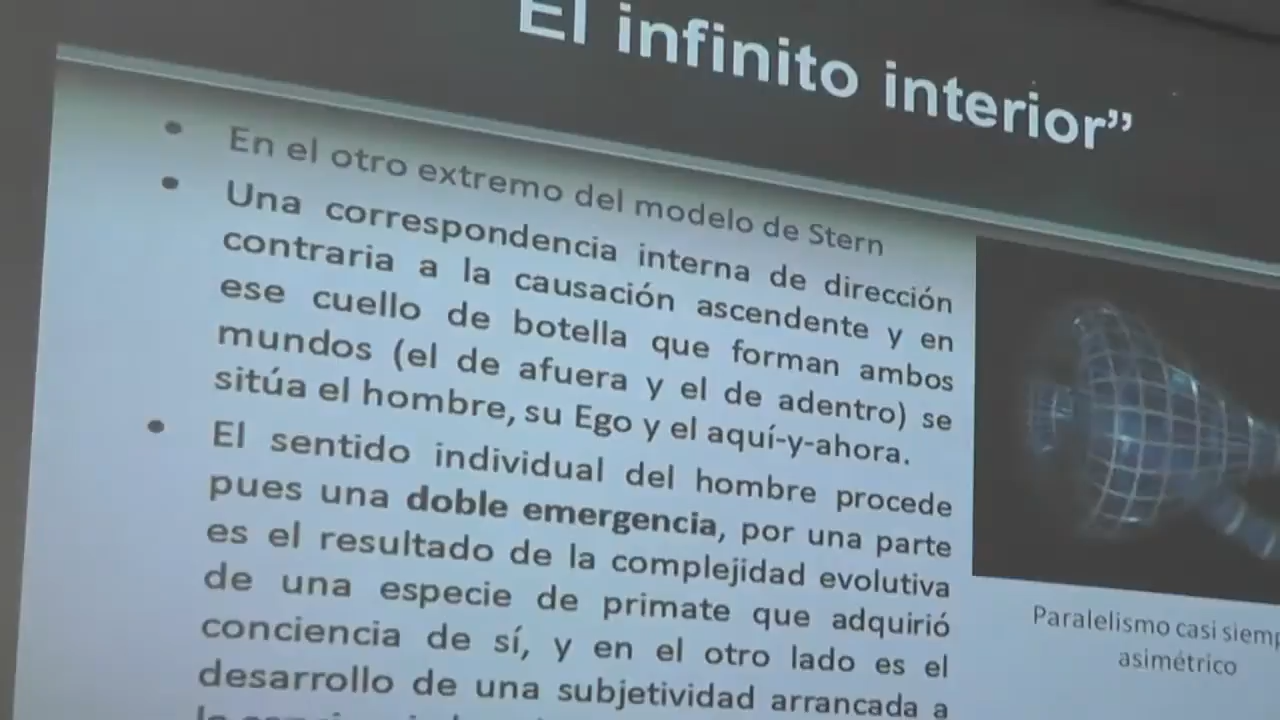 El infinito interior”
• En el otro extremo del modelo de Stern
• Una correspondencia interna de dirección
contraria a la causación ascendente y en
ese cuello de botella que forman ambos
mundos (el de afuera y el de adentro) se
sitúa el hombre, su Ego y el aquí-y-ahora.
• El sentido individual del hombre procede
pues una doble emergencia, por una parte
es el resultado de la complejidad evolutiva
de una especie de primate que adquirió
conciencia de sí, y en el otro lado es el
desarrollo de una subjetividad arrancada a
Paralelismo casi
asimétrico